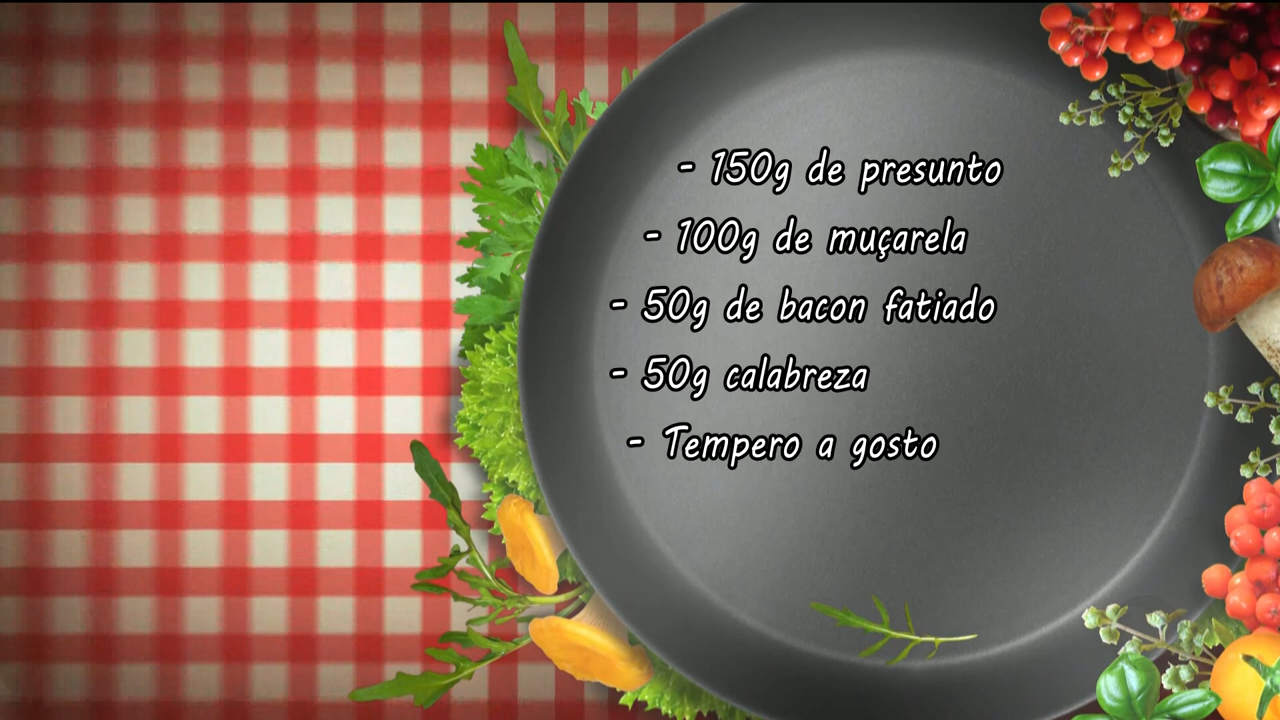 - 150g de presunto
- 100g de muçarela
- 50g de bacon fatiado
- 50g calabreza
- Tempero a gosto